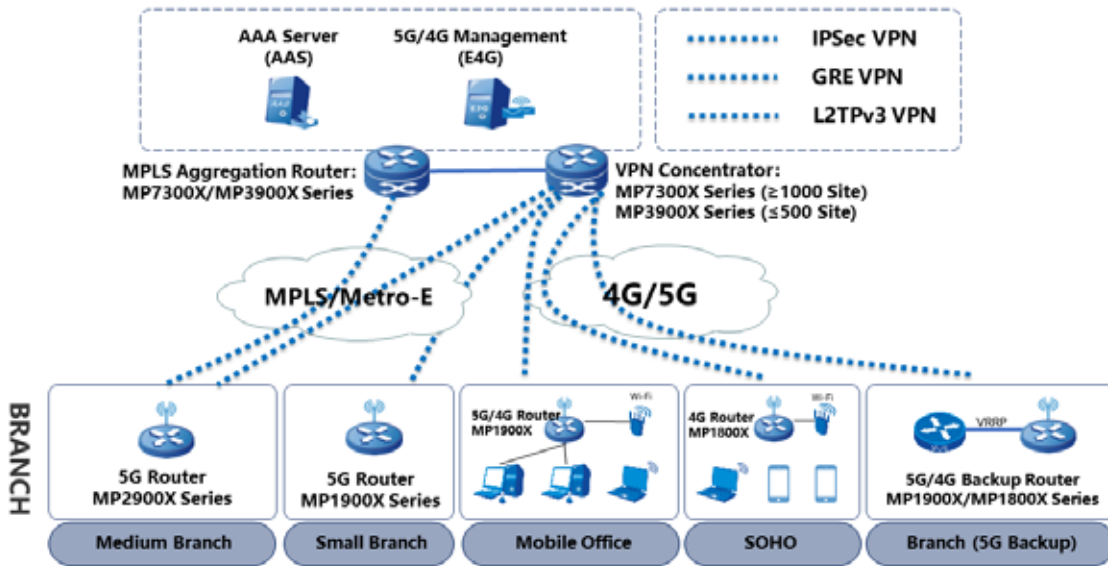 AAA Server
(AAS)
5G/4G Management
(E4G)
IPSec VPN
GRE VPN
L2TPv3 VPN
AAS
E4G
MPLS Aggregation Router:
MP7300X/MP3900X Series
VPN Concentrator:
MP7300X Series (≥1000 Site)
MP3900X Series (≤500 Site)
MPLS/Metro-E
4G/5G
BRANCH
5G Router
MP2900X Series
5G Router
MP1900X Series
5G/4G Router
MP1900X
Wi-Fi
4G Router
MP1800X
Wi-Fi
VRRP
5G/4G Backup Router
MP1900X/MP1800X Series
Medium Branch
Small Branch
Mobile Office
SOHO
Branch (5G Backup)